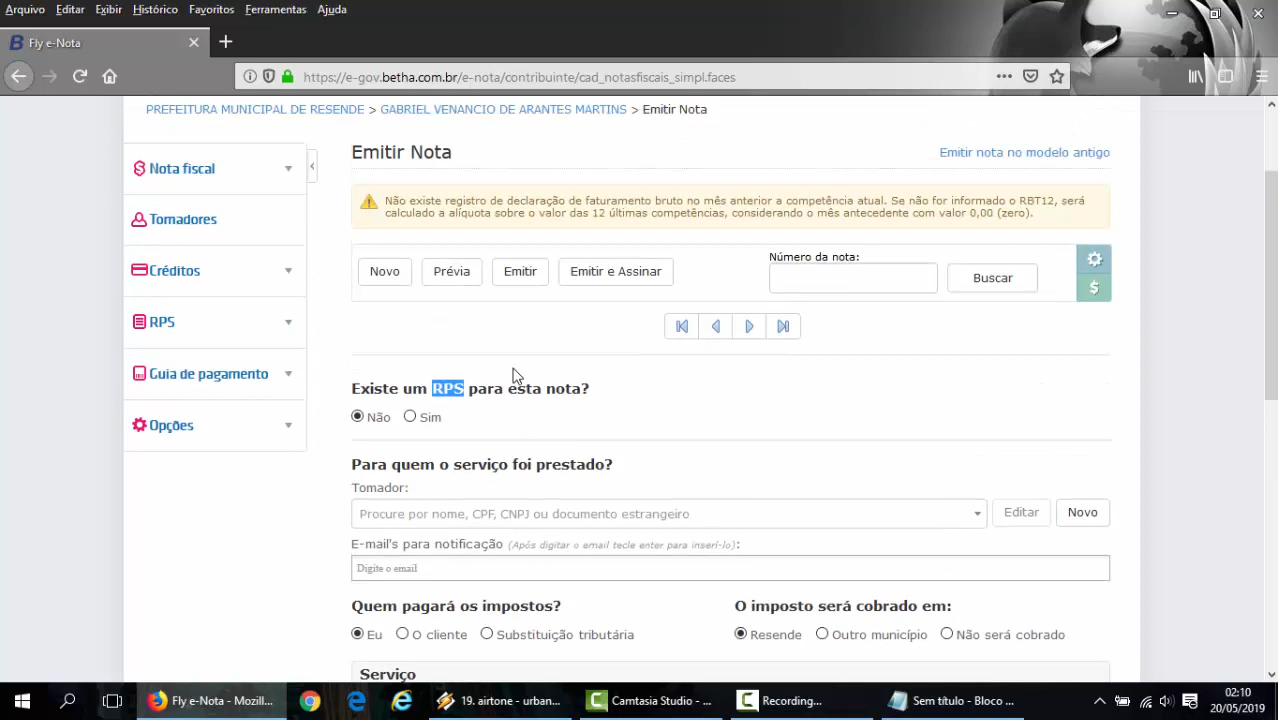 Arquivo Editar Exibir Histórico Favoritos Ferramentas Ajuda
Fly e-Nota
https://e-gov.betha.com.br/e-nota/contribuinte/cad_notasfiscais_simpl.faces
PREFEITURA MUNICIPAL DE RESENDE > GABRIEL VENANCIO DE ARANTES MARTINS > Emitir Nota
Nota fiscal
Tomadores
Créditos
RPS
Guia de pagamento
Opções
Emitir Nota
Emitir nota no modelo antigo
Não existe registro de declaração de faturamento bruto no mês anterior a competência atual. Se não for informado o RBT12, será
calculado a alíquota sobre o valor das 12 últimas competências, considerando o mês antecedente com valor 0,00 (zero).
Novo Prévia Emitir Emitir e Assinar
Número da nota:
Buscar
Existe um RPS para esta nota?
Não Sim
Para quem o serviço foi prestado?
Tomador:
Procure por nome, CPF, CNPJ ou documento estrangeiro
Editar Novo
E-mail's para notificação (Após digitar o email tecle enter para inserí-lo):
Digite o email
Quem pagará os impostos?
Eu O cliente Substituição tributária
O imposto será cobrado em:
Resende Outro município Não será cobrado
Serviço
Fly e-Nota - Mozill...
19. airtone - urban...
Camtasia Studio - ...
Recording...
Sem título - Bloco ...
02:10
20/05/2019